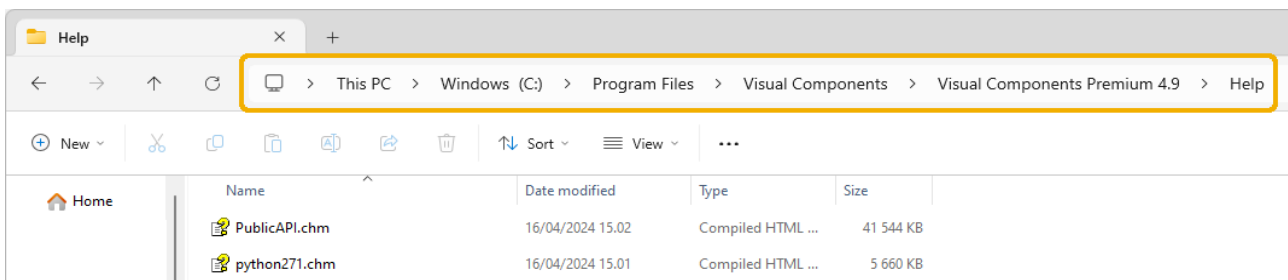 Help
This PC > Windows (C:) > Program Files > Visual Components > Visual Components Premium 4.9 > Help
New Sort View ...
Home
Name Date modified Type Size
PublicAPI.chm 16/04/2024 15.02 Compiled HTML ... 41 544 KB
python271.chm 16/04/2024 15.01 Compiled HTML ... 5 660 KB